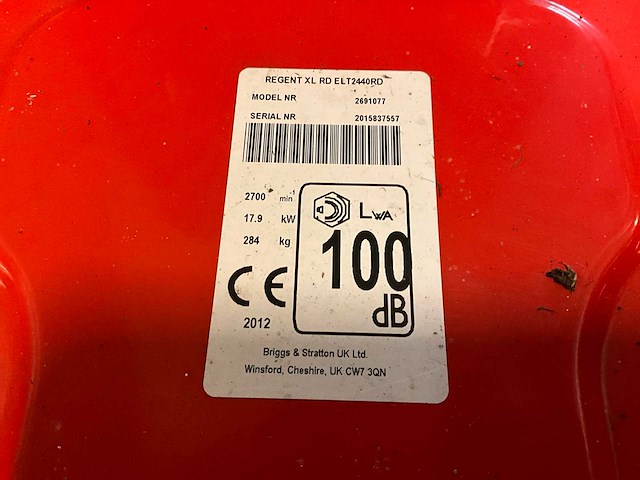 REGENT XL RD ELT2440RD
MODEL NR 2691077
SERIAL NR 2015837557
2700 min⁻¹
17.9 kW
284 kg
LWA
100
dB
CE
2012
Briggs & Stratton UK Ltd.
Winsford, Cheshire, UK CW7 3QN